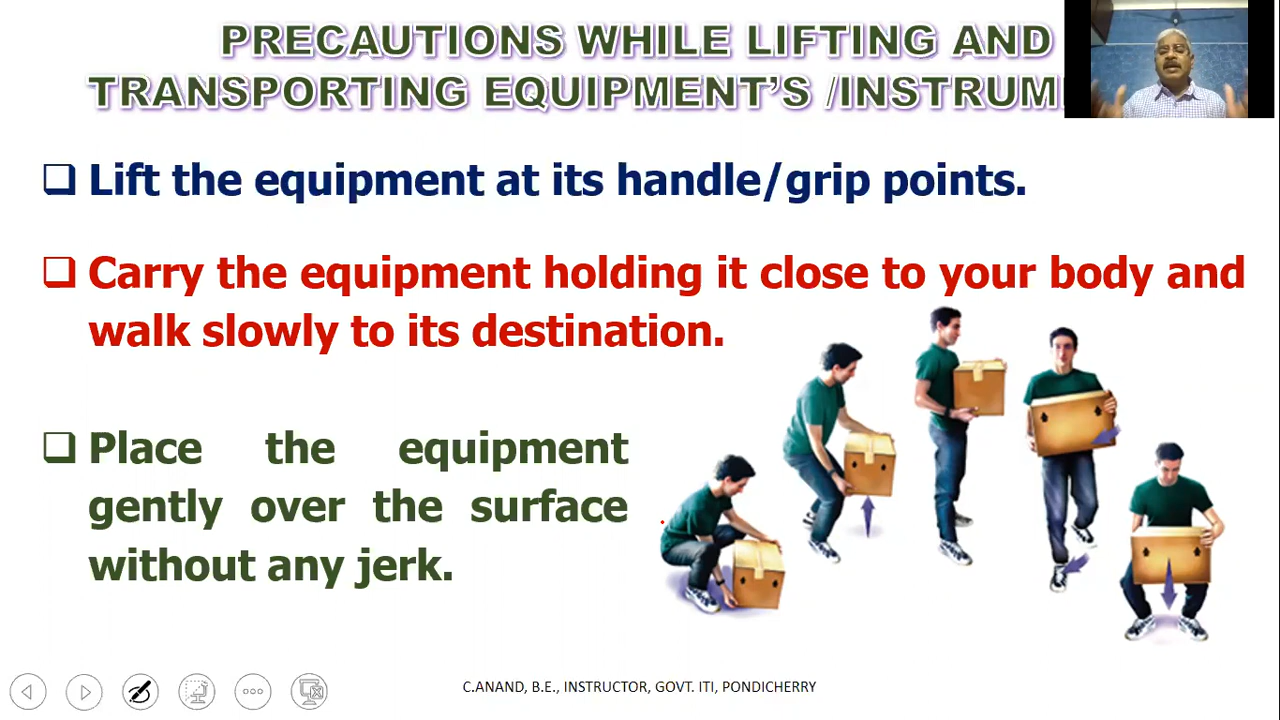 PRECAUTIONS WHILE LIFTING AND
TRANSPORTING EQUIPMENT'S /INSTRUM
Lift the equipment at its handle/grip points.
Carry the equipment holding it close to your body and
walk slowly to its destination.
Place the equipment
gently over the surface
without any jerk.
C.ANAND, B.E., INSTRUCTOR, GOVT. ITI, PONDICHERRY